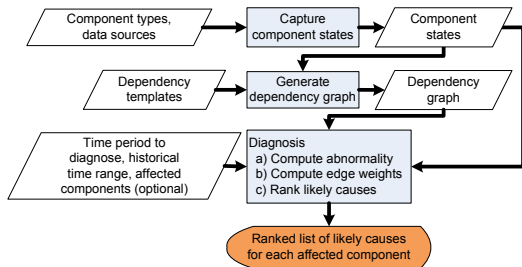 Component types,
data sources
Capture
component states
Component
states
Dependency
templates
Generate
dependency graph
Dependency
graph
Time period to
diagnose, historical
time range, affected
components (optional)
Diagnosis
a) Compute abnormality
b) Compute edge weights
c) Rank likely causes
Ranked list of likely causes
for each affected component